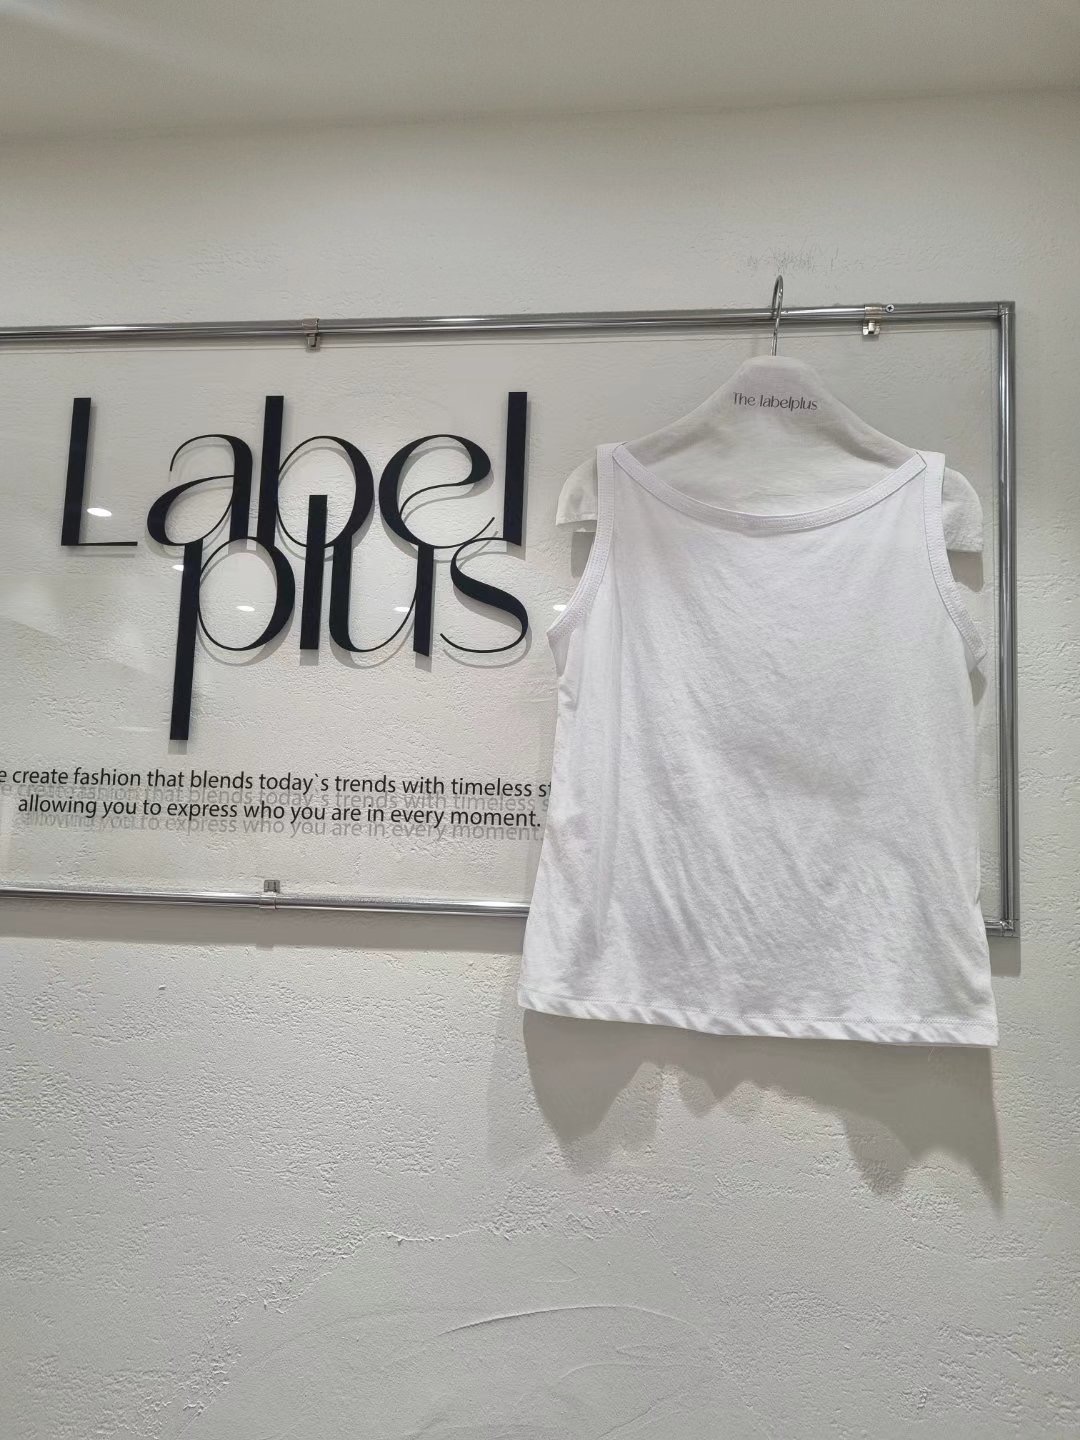 Label
plus
The labelplus
e create fashion that blends today`s trends with timeless st
allowing you to express who you are in every moment.